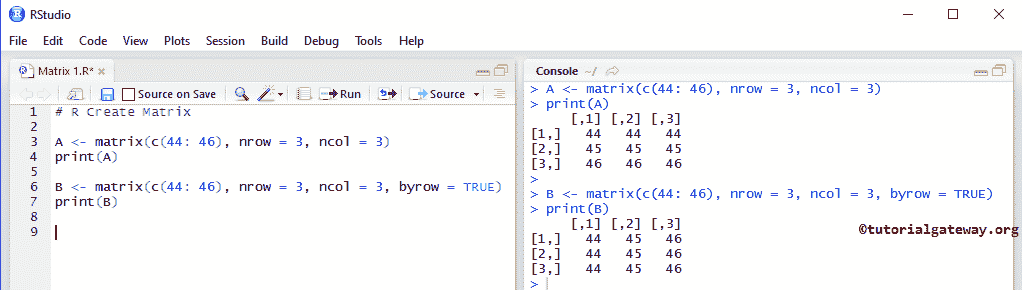 RStudio
File Edit Code View Plots Session Build Debug Tools Help
Matrix 1.R*
Source on Save Run Source
1 # R Create Matrix
2
3 A <- matrix(c(44: 46), nrow = 3, ncol = 3)
4 print(A)
5
6 B <- matrix(c(44: 46), nrow = 3, ncol = 3, byrow = TRUE)
7 print(B)
8
9
Console ~/
> A <- matrix(c(44: 46), nrow = 3, ncol = 3)
> print(A)
[,1] [,2] [,3]
[1,] 44 44 44
[2,] 45 45 45
[3,] 46 46 46
>
> B <- matrix(c(44: 46), nrow = 3, ncol = 3, byrow = TRUE)
> print(B)
[,1] [,2] [,3]
[1,] 44 45 46
[2,] 44 45 46
[3,] 44 45 46
>
©tutorialgateway.org